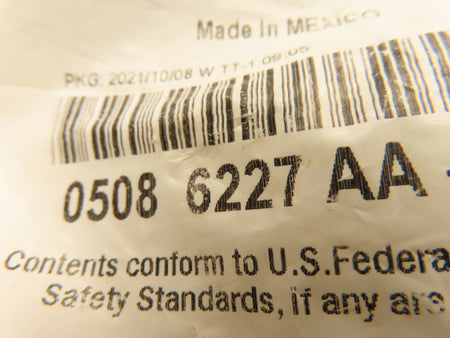 Made In MEXICO
PKG: 2021/10/08 W TT-1 09.05
0508 6227 AA -
Contents conform to U.S.Federa
Safety Standards, if any are